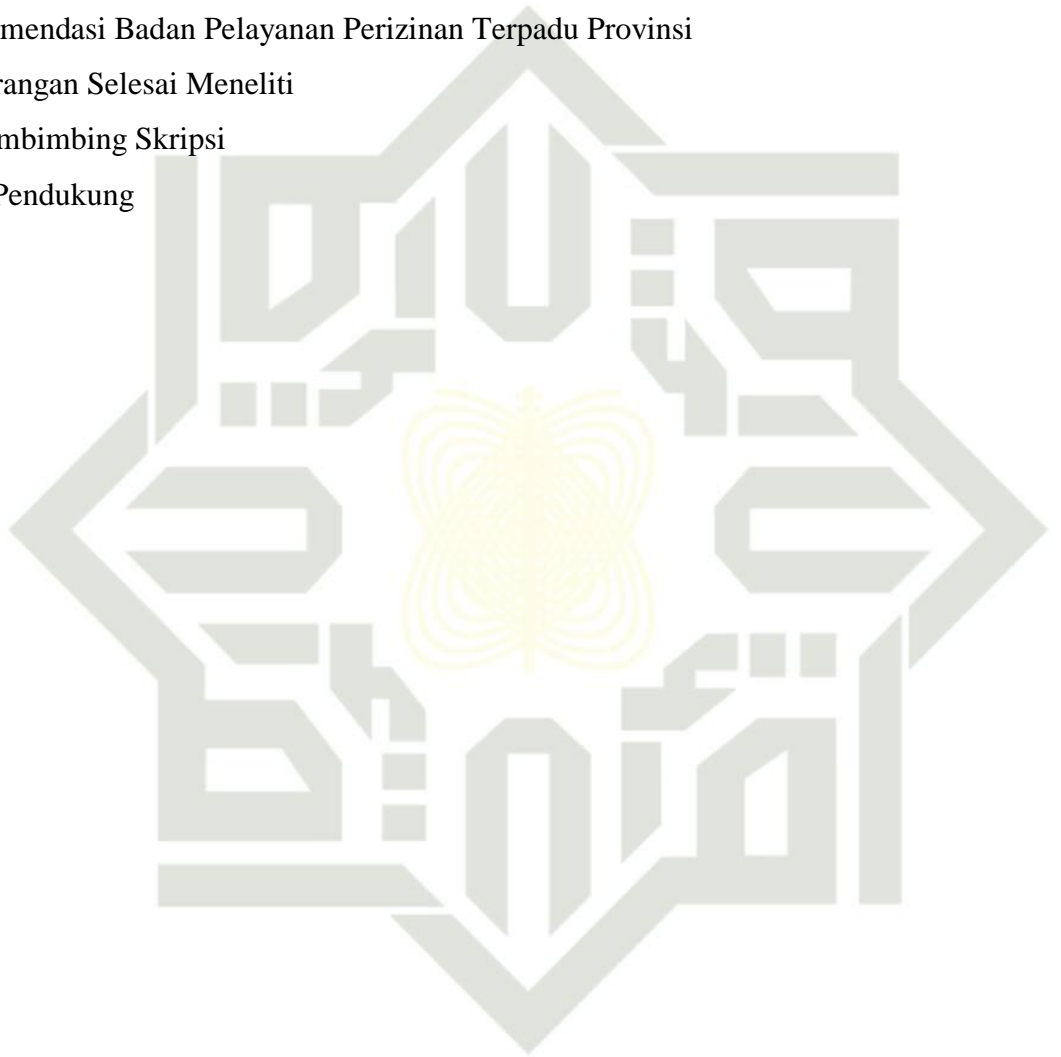 mendasi Badan Pelayanan Perizinan Terpadu Provinsi
rangan Selesai Meneliti
mbimbing Skripsi
Pendukung